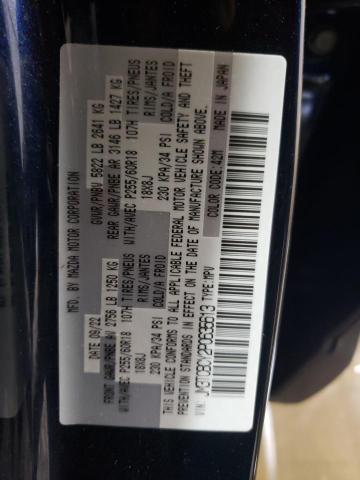 MFD. BY MAZDA MOTOR CORPORATION
DATE 09/22 GVWR/PNBV 5822 LB 2641 KG
FRONT GAWR/PNBE AV 2756 LB 1250 KG REAR GAWR/PNBE AR 3146 LB 1427 KG
WITH/AVEC P255/60R18 107H TIRES/PNEUS WITH/AVEC P255/60R18 107H TIRES/PNEUS
18X8J RIMS/JANTES 18X8J RIMS/JANTES
230 KPA/34 PSI COLD/A FROID 230 KPA/34 PSI COLD/A FROID
THIS VEHICLE CONFORMS TO ALL APPLICABLE FEDERAL MOTOR VEHICLE SAFETY AND THEFT
PREVENTION STANDARDS IN EFFECT ON THE DATE OF MANUFACTURE SHOWN ABOVE.
TYPE:MPV COLOR CODE:42M MADE IN JAPAN